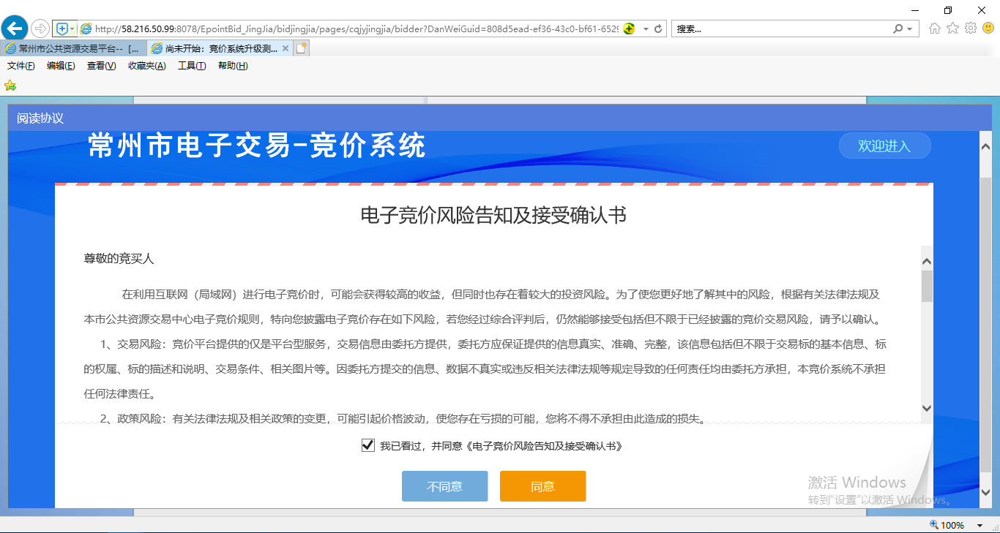 http://58.216.50.99:8078/EpointBid_JingJia/bidjingjia/pages/cqjyjingjia/bidder?DanWeiGuid=808d5ead-ef36-43c0-bf61-6529
搜索...
常州市公共资源交易平台-- [...
尚未开始：竞价系统升级测...
文件(F) 编辑(E) 查看(V) 收藏夹(A) 工具(T) 帮助(H)
阅读协议
常州市电子交易-竞价系统
欢迎进入
电子竞价风险告知及接受确认书
尊敬的竞买人
在利用互联网（局域网）进行电子竞价时，可能会获得较高的收益，但同时也存在着较大的投资风险。为了使您更好地了解其中的风险，根据有关法律法规及
本市公共资源交易中心电子竞价规则，特向您披露电子竞价存在如下风险，若您经过综合评判后，仍然能够接受包括但不限于已经披露的竞价交易风险，请予以确认。
1、交易风险：竞价平台提供的仅是平台型服务，交易信息由委托方提供，委托方应保证提供的信息真实、准确、完整，该信息包括但不限于交易标的基本信息、标
的权属、标的描述和说明、交易条件、相关图片等。因委托方提交的信息、数据不真实或违反相关法律法规等规定导致的任何责任均由委托方承担，本竞价系统不承担
任何法律责任。
2、政策风险：有关法律法规及相关政策的变更，可能引起价格波动，使您存在亏损的可能，您将不得不承担由此造成的损失。
我已看过，并同意《电子竞价风险告知及接受确认书》
不同意
同意
激活 Windows
转到"设置"以激活 Windows。
100%